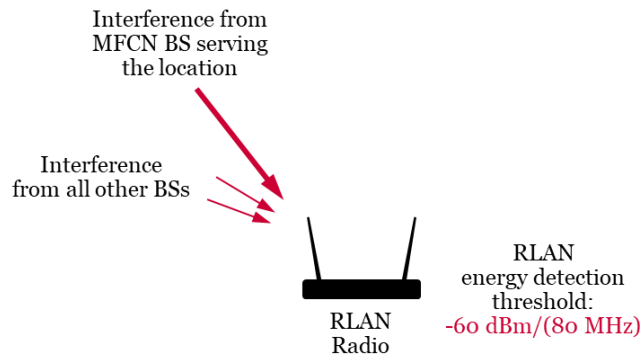 Interference from
MFCN BS serving
the location
Interference
from all other BSs
RLAN
energy detection
threshold:
-60 dBm/(80 MHz)
RLAN
Radio